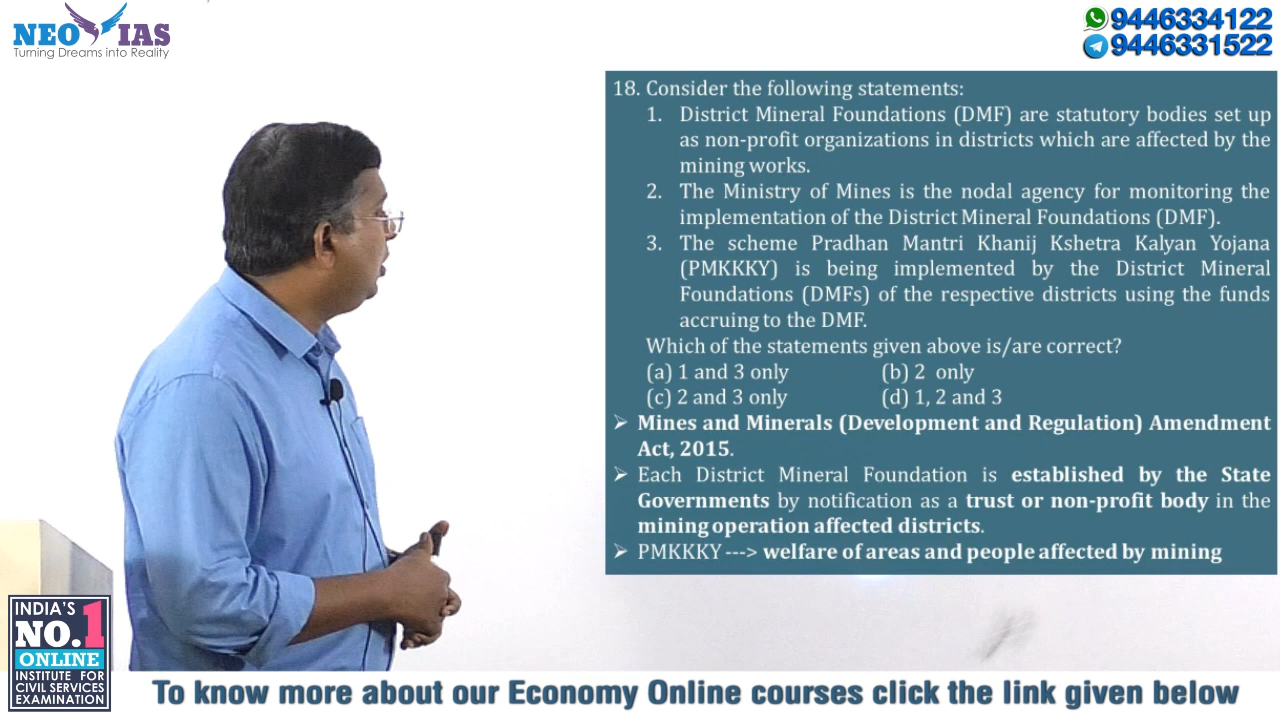 NEO IAS
Turning Dreams into Reality
9446334122
9446331522
18. Consider the following statements:
1. District Mineral Foundations (DMF) are statutory bodies set up
as non-profit organizations in districts which are affected by the
mining works.
2. The Ministry of Mines is the nodal agency for monitoring the
implementation of the District Mineral Foundations (DMF).
3. The scheme Pradhan Mantri Khanij Kshetra Kalyan Yojana
(PMKKKY) is being implemented by the District Mineral
Foundations (DMFs) of the respective districts using the funds
accruing to the DMF.
Which of the statements given above is/are correct?
(a) 1 and 3 only (b) 2 only
(c) 2 and 3 only (d) 1, 2 and 3
➢ Mines and Minerals (Development and Regulation) Amendment
Act, 2015.
➢ Each District Mineral Foundation is established by the State
Governments by notification as a trust or non-profit body in the
mining operation affected districts.
➢ PMKKKY ---> welfare of areas and people affected by mining
INDIA'S
NO.1
ONLINE
INSTITUTE FOR
CIVIL SERVICES
EXAMINATION
To know more about our Economy Online courses click the link given below